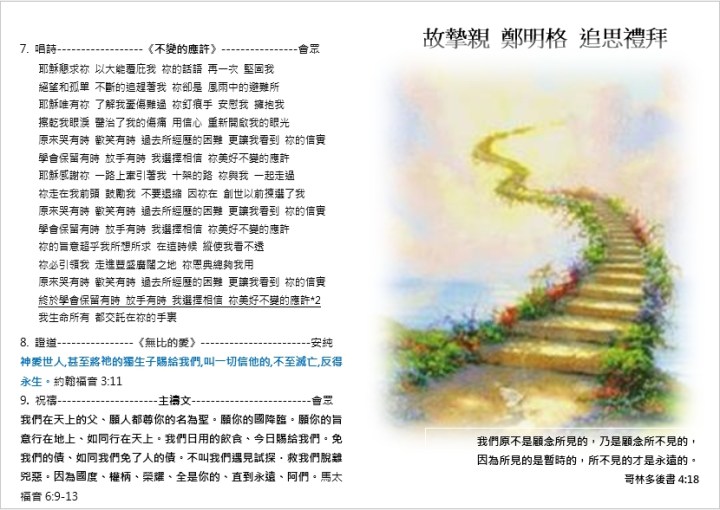 7. 唱詩------------------《不變的應許》----------------會眾
耶穌懇求祢 以大能覆庇我 祢的話語 再一次 堅固我
絕望和孤單 不斷的追趕著我 祢卻是 風雨中的避難所
耶穌唯有祢 了解我憂傷難過 祢釘痕手 安慰我 擁抱我
擦乾我眼淚 醫治了我的傷痛 用信心 重新開啟我的眼光
原來哭有時 歡笑有時 過去所經歷的困難 更讓我看到 祢的信實
學會保留有時 放手有時 我選擇相信 祢美好不變的應許
耶穌感謝祢 一路上牽引著我 十架的路 祢與我 一起走過
祢走在我前頭 鼓勵我 不要退縮 因祢在 創世以前揀選了我
原來哭有時 歡笑有時 過去所經歷的困難 更讓我看到 祢的信實
學會保留有時 放手有時 我選擇相信 祢美好不變的應許
祢的旨意超乎我所想所求 在這時候 縱使我看不透
祢必引領我 走進豐盛廣闊之地 祢恩典總夠我用
原來哭有時 歡笑有時 過去所經歷的困難 更讓我看到 祢的信實
終於學會保留有時 放手有時 我選擇相信 祢美好不變的應許*2
我生命所有 都交託在祢的手裏
8. 證道----------------《無比的愛》------------------安純
神愛世人,甚至將祂的獨生子賜給我們,叫一切信他的,不至滅亡,反得
永生。約翰福音 3:11
9. 祝禱---------------------主禱文-------------------------會眾
我們在天上的父、願人都尊你的名為聖。願你的國降臨。願你的旨
意行在地上、如同行在天上。我們日用的飲食、今日賜給我們。免
我們的債、如同我們免了人的債。不叫我們遇見試探．救我們脫離
兇惡。因為國度、權柄、榮耀、全是你的、直到永遠、阿們。馬太
福音 6:9-13
故摯親 鄭明格 追思禮拜
我們原不是顧念所見的，乃是顧念所不見的，
因為所見的是暫時的，所不見的才是永遠的。
哥林多後書 4:18